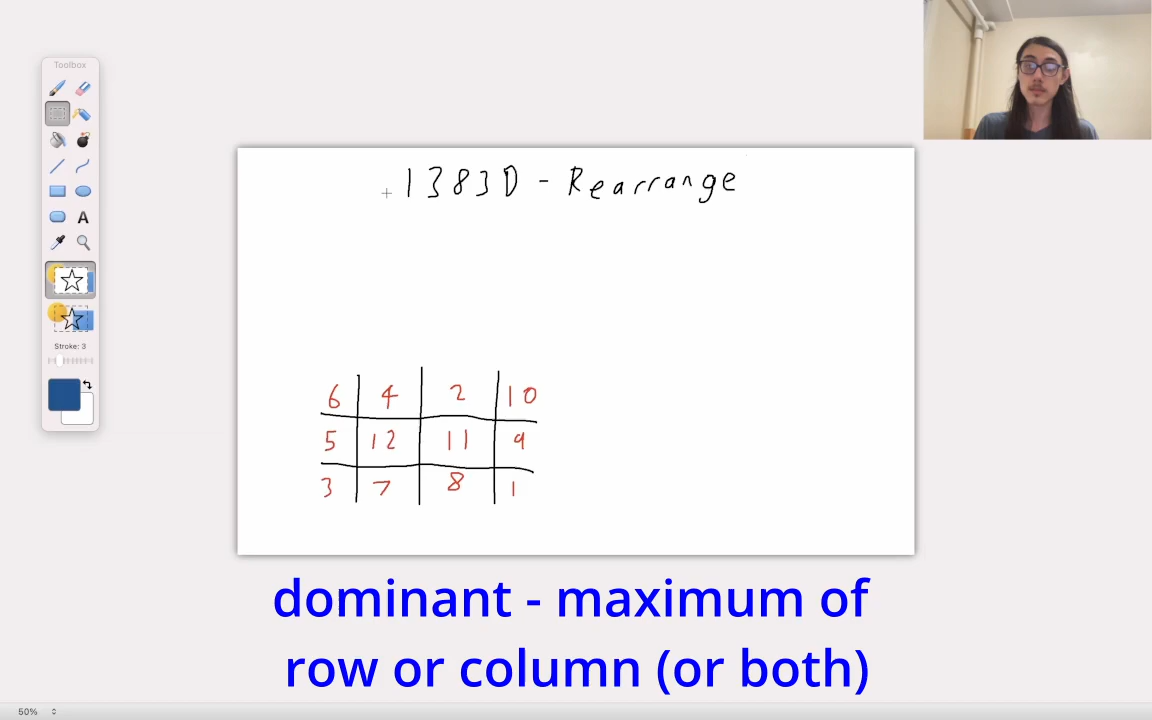 Toolbox
1383D - Rearrange
A
Stroke: 3
6 4 2 10
5 12 11 9
3 7 8 1
dominant - maximum of
row or column (or both)
50%